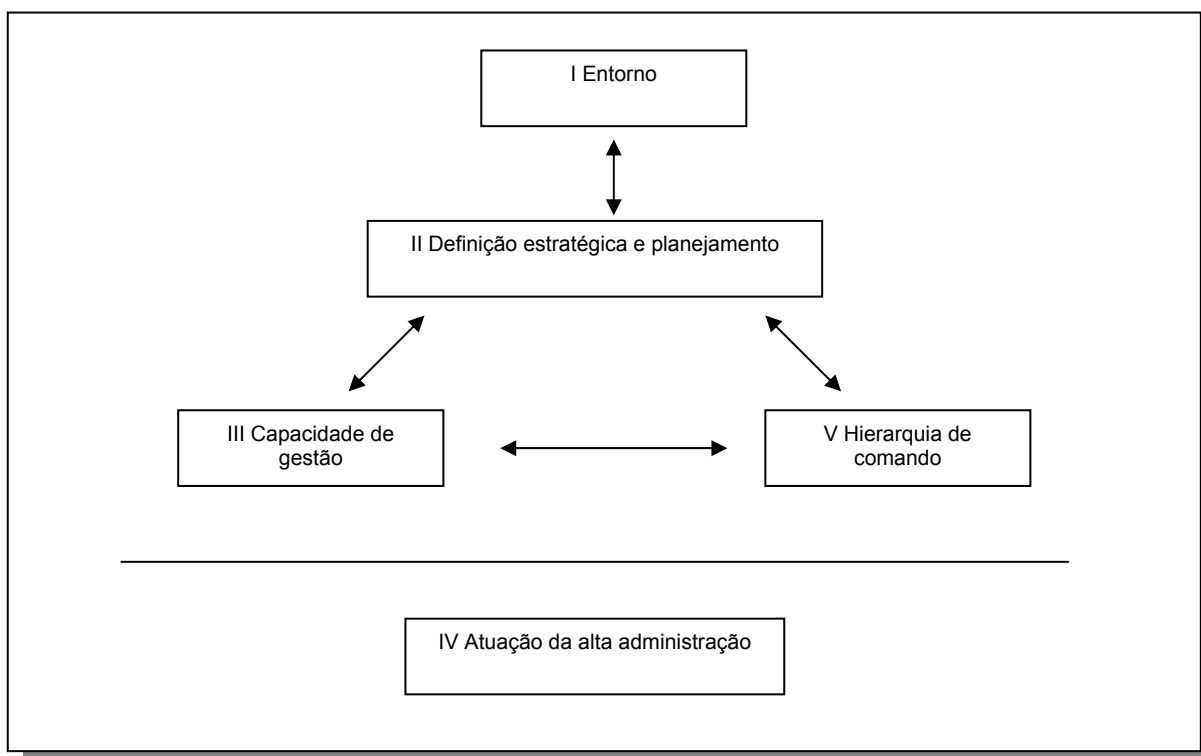 I Entorno
II Definição estratégica e planejamento
III Capacidade de
gestão
V Hierarquia de
comando
IV Atuação da alta administração